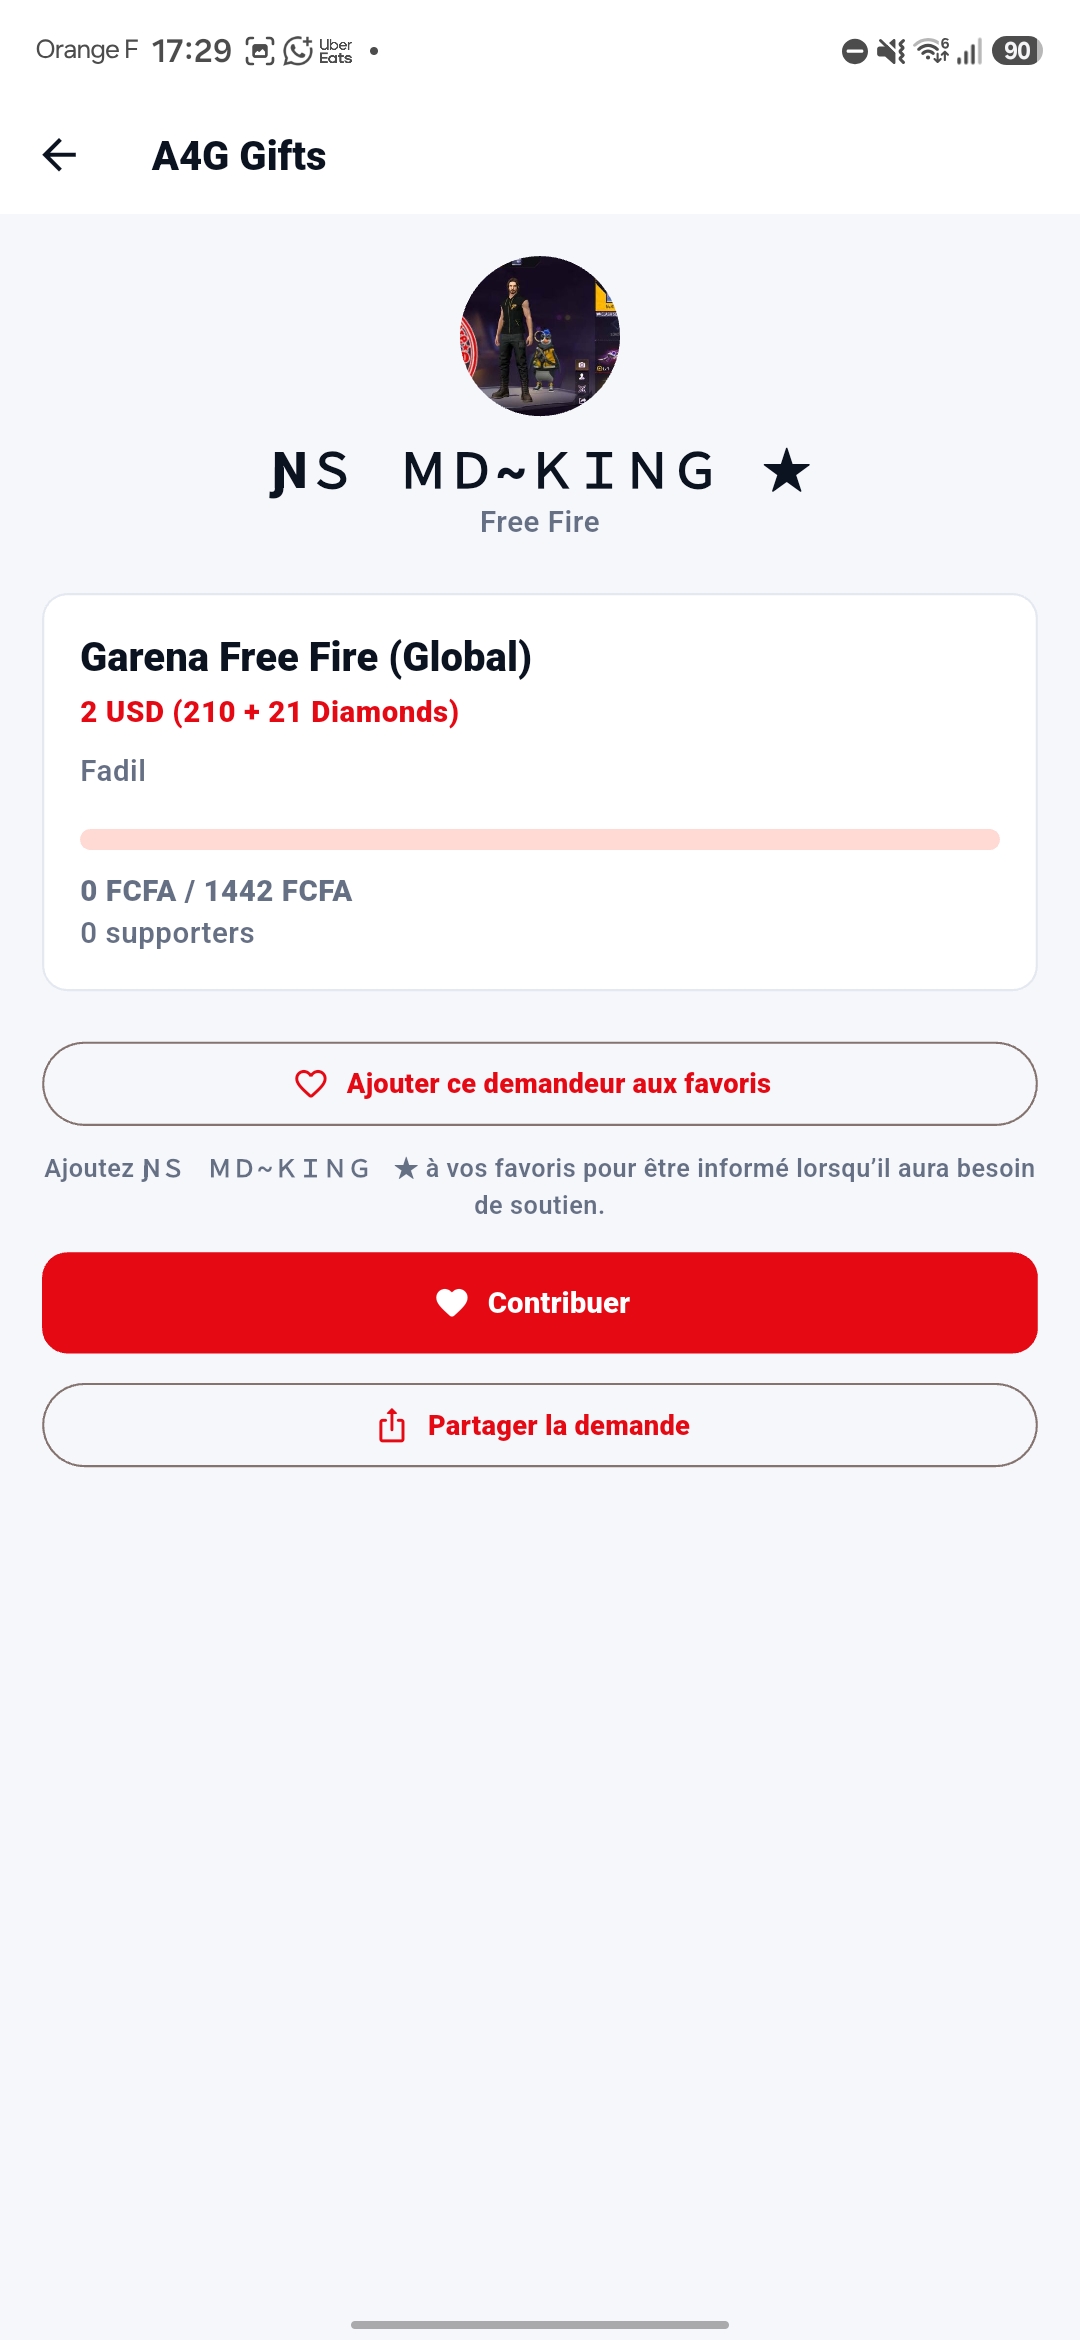 Orange F 17:29 Uber Eats
90
A4G Gifts
ꞲS MD~KING ★
Free Fire
Garena Free Fire (Global)
2 USD (210 + 21 Diamonds)
Fadil
0 FCFA / 1442 FCFA
0 supporters
Ajouter ce demandeur aux favoris
Ajoutez ꞲS MD~KING ★ à vos favoris pour être informé lorsqu’il aura besoin
de soutien.
Contribuer
Partager la demande